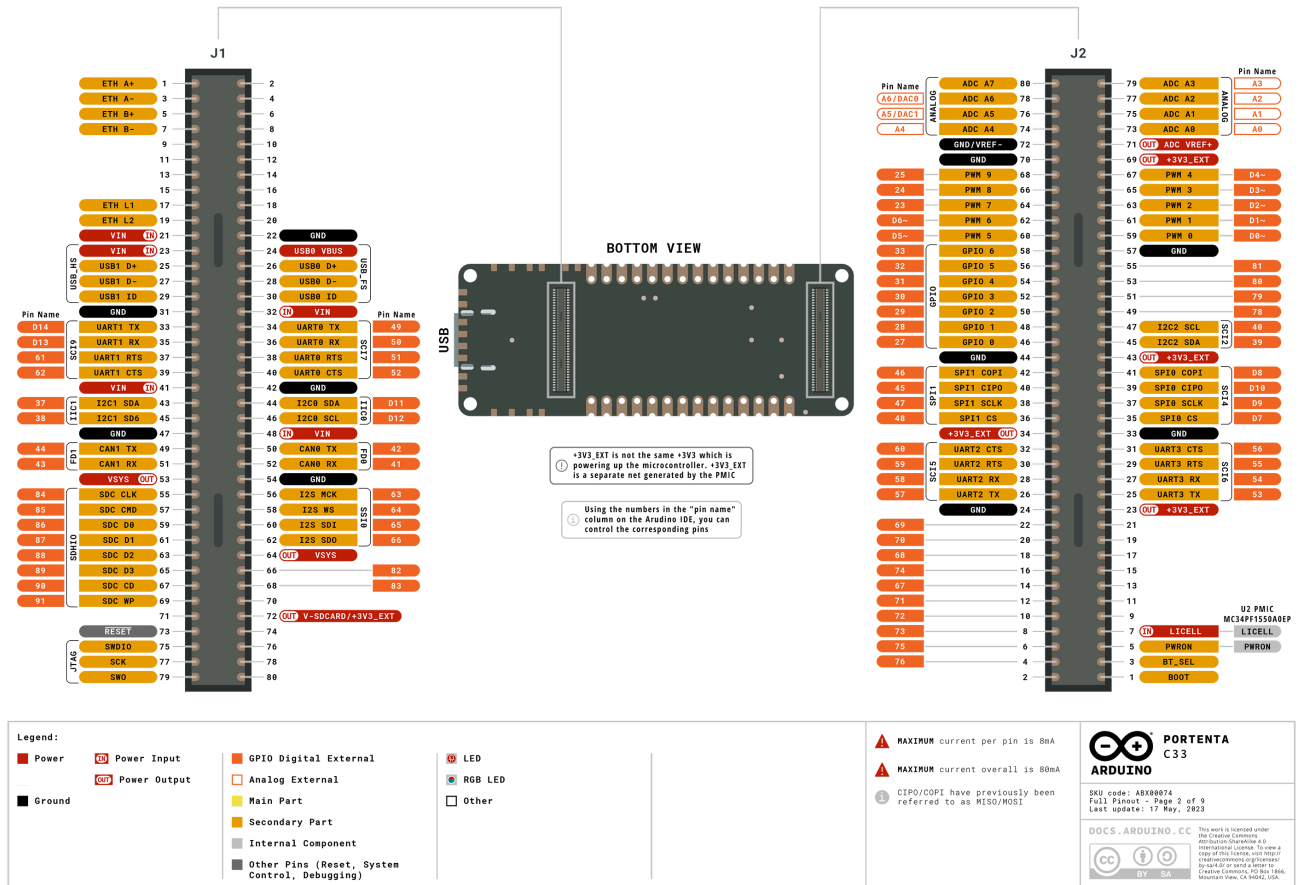 J1
ETH A+ 1 2
ETH A- 3 4
ETH B+ 5 6
ETH B- 7 8
9 10
11 12
13 14
15 16
ETH L1 17 18
ETH L2 19 20
VIN IN 21 22 GND
USB_HS
VIN IN 23 24 USB0 VBUS
USB1 D+ 25 26 USB0 D+
USB1 D- 27 28 USB0 D-
USB1 ID 29 30 USB0 ID
USB_FS
Pin Name GND 31 32 IN VIN Pin Name
D14 UART1 TX 33 34 UART0 TX 49
D13 UART1 RX 35 36 UART0 RX 50
61 UART1 RTS 37 38 UART0 RTS 51
62 UART1 CTS 39 40 UART0 CTS 52
SCI9
SCI7
VIN IN 41 42 GND
37 I2C1 SDA 43 44 I2C0 SDA D11
38 I2C1 SD6 45 46 I2C0 SCL D12
IIC1
IIC0
GND 47 48 IN VIN
44 CAN1 TX 49 50 CAN0 TX 42
43 CAN1 RX 51 52 CAN0 RX 41
FD1
FD0
VSYS OUT 53 54 GND
84 SDC CLK 55 56 I2S MCK 63
85 SDC CMD 57 58 I2S WS 64
86 SDC D0 59 60 I2S SDI 65
87 SDC D1 61 62 I2S SDO 66
SSI0
88 SDC D2 63 64 OUT VSYS
89 SDC D3 65 66 82
90 SDC CD 67 68 83
91 SDC WP 69 70
SDHIO
71 72 OUT V-SDCARD/+3V3_EXT
RESET 73 74
SWDIO 75 76
SCK 77 78
SWO 79 80
JTAG
BOTTOM VIEW
USB
+3V3_EXT is not the same +3V3 which is
powering up the microcontroller. +3V3_EXT
is a separate net generated by the PMIC
Using the numbers in the "pin name"
column on the Arudino IDE, you can
control the corresponding pins
J2
Pin Name
Pin Name
ADC A7 80 79 ADC A3 A3
A6/DAC0 ADC A6 78 77 ADC A2 A2
A5/DAC1 ADC A5 76 75 ADC A1 A1
A4 ADC A4 74 73 ADC A0 A0
ANALOG
ANALOG
GND/VREF- 72 71 OUT ADC VREF+
GND 70 69 OUT +3V3_EXT
25 PWM 9 68 67 PWM 4 D4~
24 PWM 8 66 65 PWM 3 D3~
23 PWM 7 64 63 PWM 2 D2~
D6~ PWM 6 62 61 PWM 1 D1~
D5~ PWM 5 60 59 PWM 0 D0~
33 GPIO 6 58 57 GND
32 GPIO 5 56 55 81
31 GPIO 4 54 53 80
30 GPIO 3 52 51 79
29 GPIO 2 50 49 78
28 GPIO 1 48 47 I2C2 SCL 40
27 GPIO 0 46 45 I2C2 SDA 39
GPIO
SCI2
GND 44 43 OUT +3V3_EXT
46 SPI1 COPI 42 41 SPI0 COPI D8
45 SPI1 CIPO 40 39 SPI0 CIPO D10
47 SPI1 SCLK 38 37 SPI0 SCLK D9
48 SPI1 CS 36 35 SPI0 CS D7
SPI1
SCI4
+3V3_EXT OUT 34 33 GND
60 UART2 CTS 32 31 UART3 CTS 56
59 UART2 RTS 30 29 UART3 RTS 55
58 UART2 RX 28 27 UART3 RX 54
57 UART2 TX 26 25 UART3 TX 53
SCI5
SCI6
GND 24 23 OUT +3V3_EXT
69 22 21
70 20 19
68 18 17
74 16 15
67 14 13
71 12 11
72 10 9
U2 PMIC
MC34PF1550A0EP
73 8 7 IN LICELL LICELL
75 6 5 PWRON PWRON
76 4 3 BT_SEL
2 1 BOOT
Legend:
Power
IN Power Input
OUT Power Output
Ground
GPIO Digital External
Analog External
Main Part
Secondary Part
Internal Component
Other Pins (Reset, System
Control, Debugging)
LED
RGB LED
Other
MAXIMUM current per pin is 8mA
MAXIMUM current overall is 80mA
CIPO/COPI have previously been
referred to as MISO/MOSI
ARDUINO
PORTENTA
C33
SKU code: ABX00074
Full Pinout - Page 2 of 9
Last update: 17 May, 2023
DOCS.ARDUINO.CC
CC BY SA
This work is licensed under
the Creative Commons
Attribution-ShareAlike 4.0
International License. To view a
copy of this license, visit http://
creativecommons.org/licenses/
by-sa/4.0/ or send a letter to
Creative Commons, PO Box 1866,
Mountain View, CA 94042, USA.